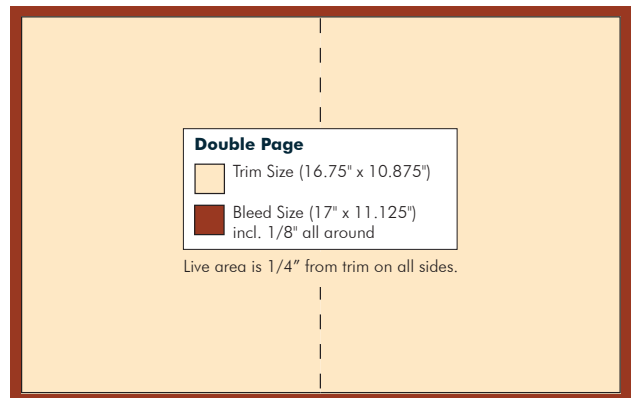 Double Page
Trim Size (16.75" x 10.875")
Bleed Size (17" x 11.125")
incl. 1/8" all around
Live area is 1/4” from trim on all sides.